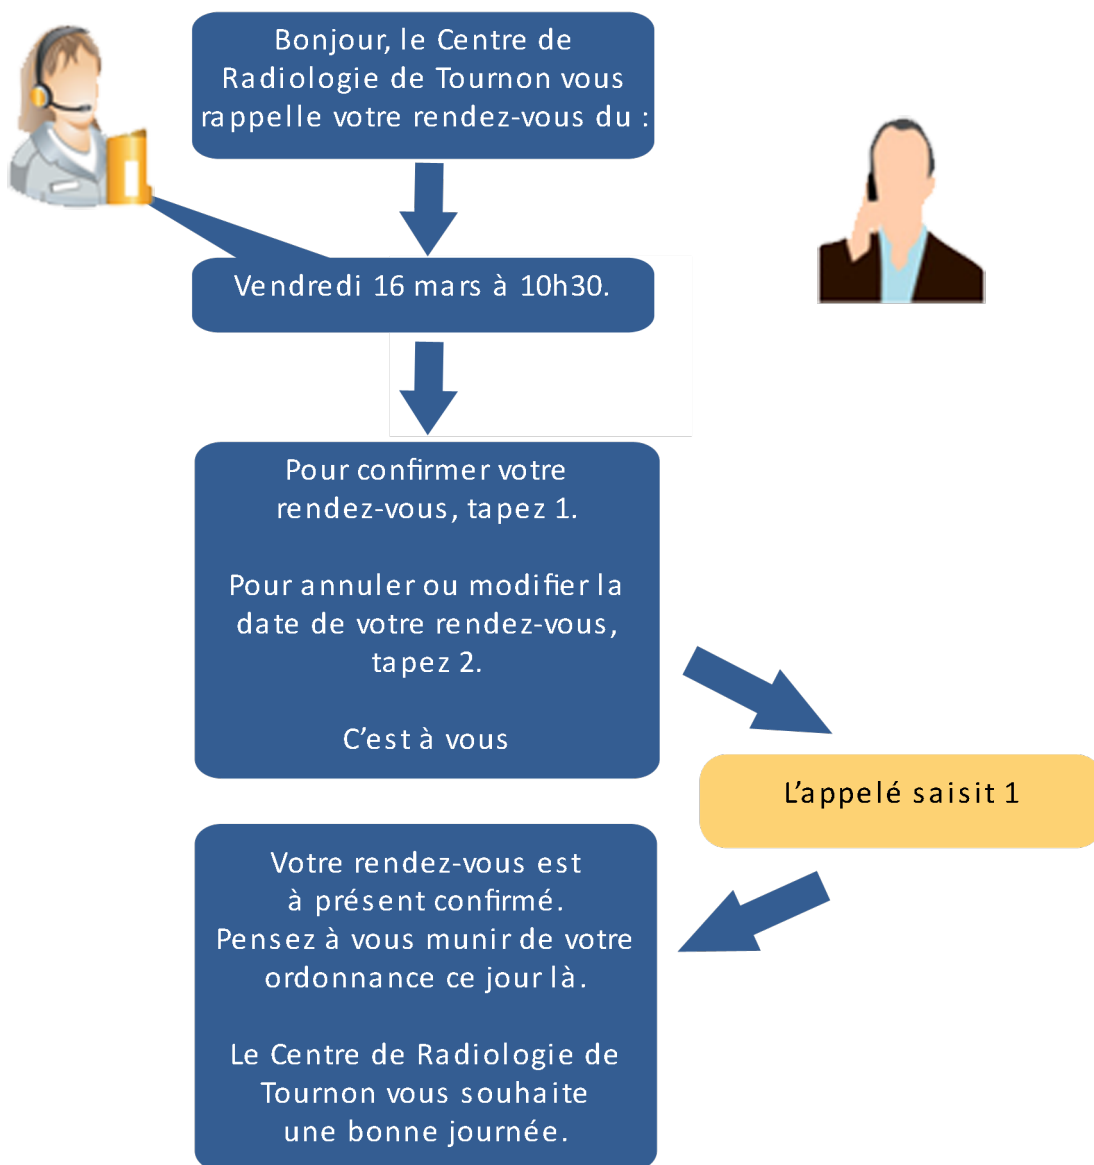 Bonjour, le Centre de
Radiologie de Tournon vous
rappelle votre rendez-vous du :
Vendredi 16 mars à 10h30.
Pour confirmer votre
rendez-vous, tapez 1.
Pour annuler ou modifier la
date de votre rendez-vous,
tapez 2.
C’est à vous
L’appelé saisit 1
Votre rendez-vous est
à présent confirmé.
Pensez à vous munir de votre
ordonnance ce jour là.
Le Centre de Radiologie de
Tournon vous souhaite
une bonne journée.